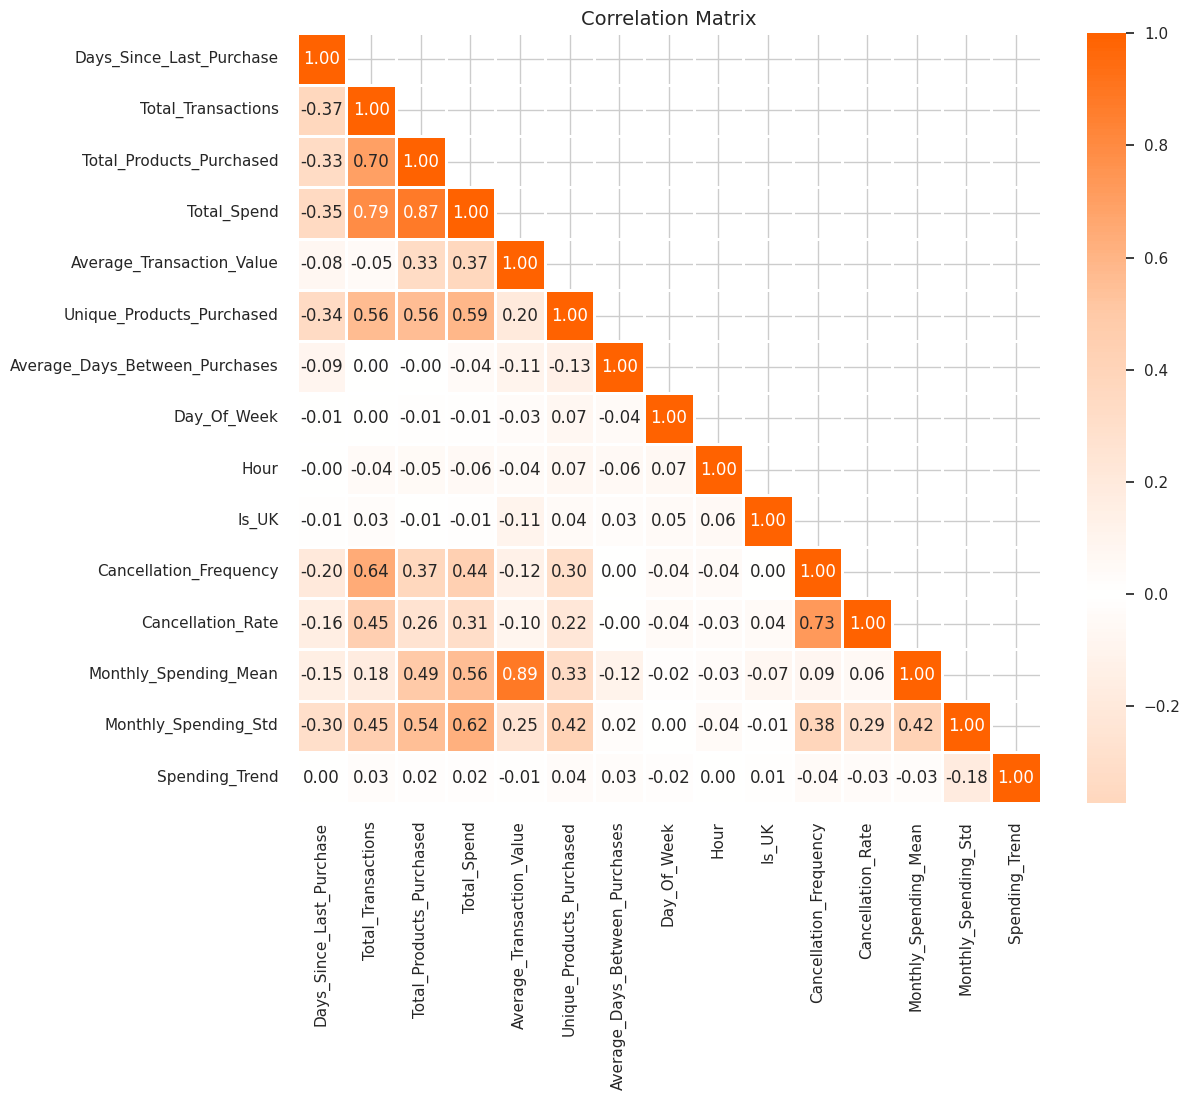 Correlation Matrix
Days_Since_Last_Purchase 1.00
Total_Transactions -0.37 1.00
Total_Products_Purchased -0.33 0.70 1.00
Total_Spend -0.35 0.79 0.87 1.00
Average_Transaction_Value -0.08 -0.05 0.33 0.37 1.00
Unique_Products_Purchased -0.34 0.56 0.56 0.59 0.20 1.00
Average_Days_Between_Purchases -0.09 0.00 -0.00 -0.04 -0.11 -0.13 1.00
Day_Of_Week -0.01 0.00 -0.01 -0.01 -0.03 0.07 -0.04 1.00
Hour -0.00 -0.04 -0.05 -0.06 -0.04 0.07 -0.06 0.07 1.00
Is_UK -0.01 0.03 -0.01 -0.01 -0.11 0.04 0.03 0.05 0.06 1.00
Cancellation_Frequency -0.20 0.64 0.37 0.44 -0.12 0.30 0.00 -0.04 -0.04 0.00 1.00
Cancellation_Rate -0.16 0.45 0.26 0.31 -0.10 0.22 -0.00 -0.04 -0.03 0.04 0.73 1.00
Monthly_Spending_Mean -0.15 0.18 0.49 0.56 0.89 0.33 -0.12 -0.02 -0.03 -0.07 0.09 0.06 1.00
Monthly_Spending_Std -0.30 0.45 0.54 0.62 0.25 0.42 0.02 0.00 -0.04 -0.01 0.38 0.29 0.42 1.00
Spending_Trend 0.00 0.03 0.02 0.02 -0.01 0.04 0.03 -0.02 0.00 0.01 -0.04 -0.03 -0.03 -0.18 1.00
Days_Since_Last_Purchase
Total_Transactions
Total_Products_Purchased
Total_Spend
Average_Transaction_Value
Unique_Products_Purchased
Average_Days_Between_Purchases
Day_Of_Week
Hour
Is_UK
Cancellation_Frequency
Cancellation_Rate
Monthly_Spending_Mean
Monthly_Spending_Std
Spending_Trend
1.0
0.8
0.6
0.4
0.2
0.0
−0.2